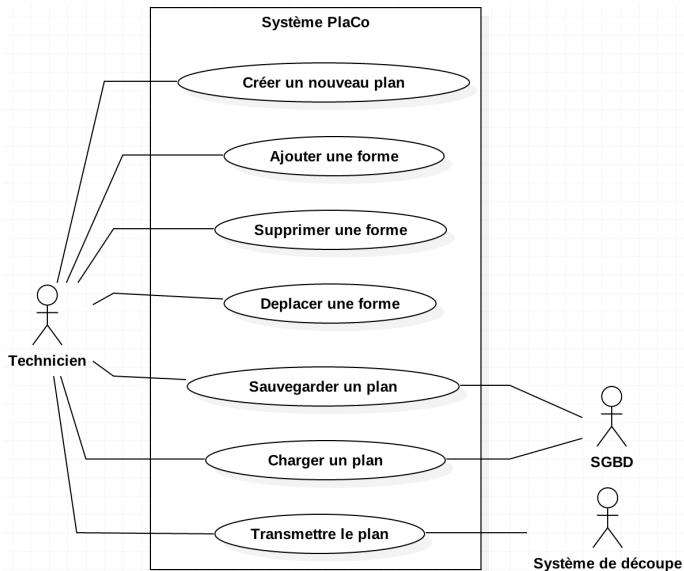 Système PlaCo
Créer un nouveau plan
Ajouter une forme
Supprimer une forme
Deplacer une forme
Technicien
Sauvegarder un plan
Charger un plan
SGBD
Transmettre le plan
Système de découpe